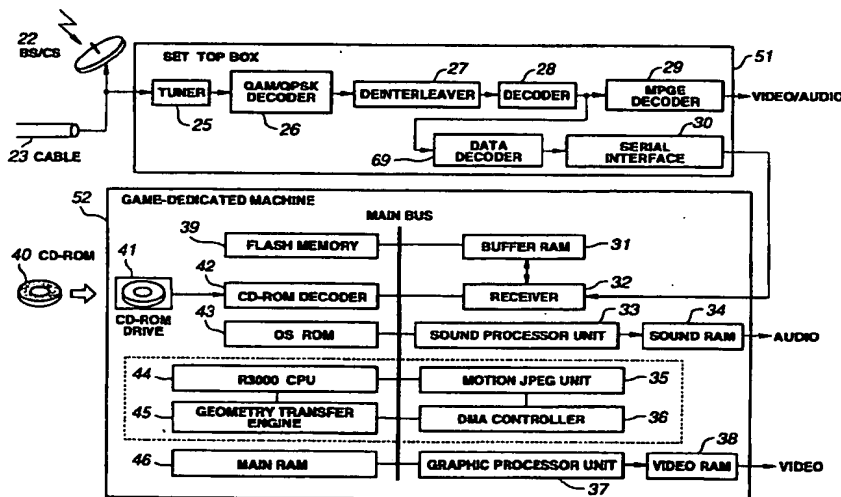 22
BS/CS
SET TOP BOX
51
TUNER
25
QAM/QPSK
DECODER
26
27
DEINTERLEAVER
28
DECODER
29
MPGE
DECODER
VIDEO/AUDIO
23 CABLE
69
DATA
DECODER
30
SERIAL
INTERFACE
52
GAME-DEDICATED MACHINE
MAIN BUS
39
FLASH MEMORY
BUFFER RAM
31
40 CD-ROM
41
CD-ROM
DRIVE
42
CD-ROM DECODER
RECEIVER
32
43
OS ROM
33
SOUND PROCESSOR UNIT
34
SOUND RAM
AUDIO
44
R3000 CPU
MOTION JPEG UNIT
35
45
GEOMETRY TRANSFER
ENGINE
DMA CONTROLLER
36
46
MAIN RAM
GRAPHIC PROCESSOR UNIT
37
38
VIDEO RAM
VIDEO